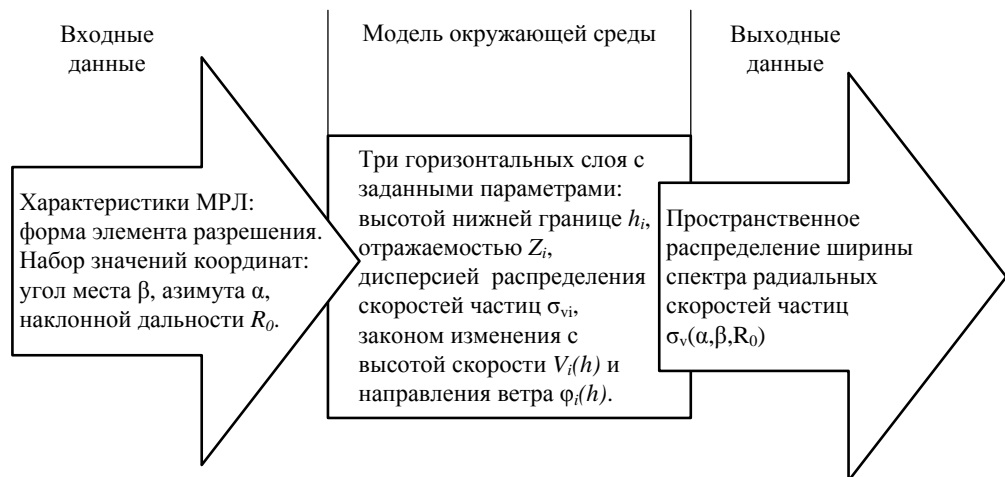 Входные
данные
Модель окружающей среды
Выходные
данные
Характеристики МРЛ:
форма элемента разрешения.
Набор значений координат:
угол места β, азимута α,
наклонной дальности R₀.
Три горизонтальных слоя с
заданными параметрами:
высотой нижней границе hᵢ,
отражаемостью Zᵢ,
дисперсией распределения
скоростей частиц σᵥᵢ,
законом изменения с
высотой скорости Vᵢ(h) и
направления ветра φᵢ(h).
Пространственное
распределение ширины
спектра радиальных
скоростей частиц
σᵥ(α,β,R₀)